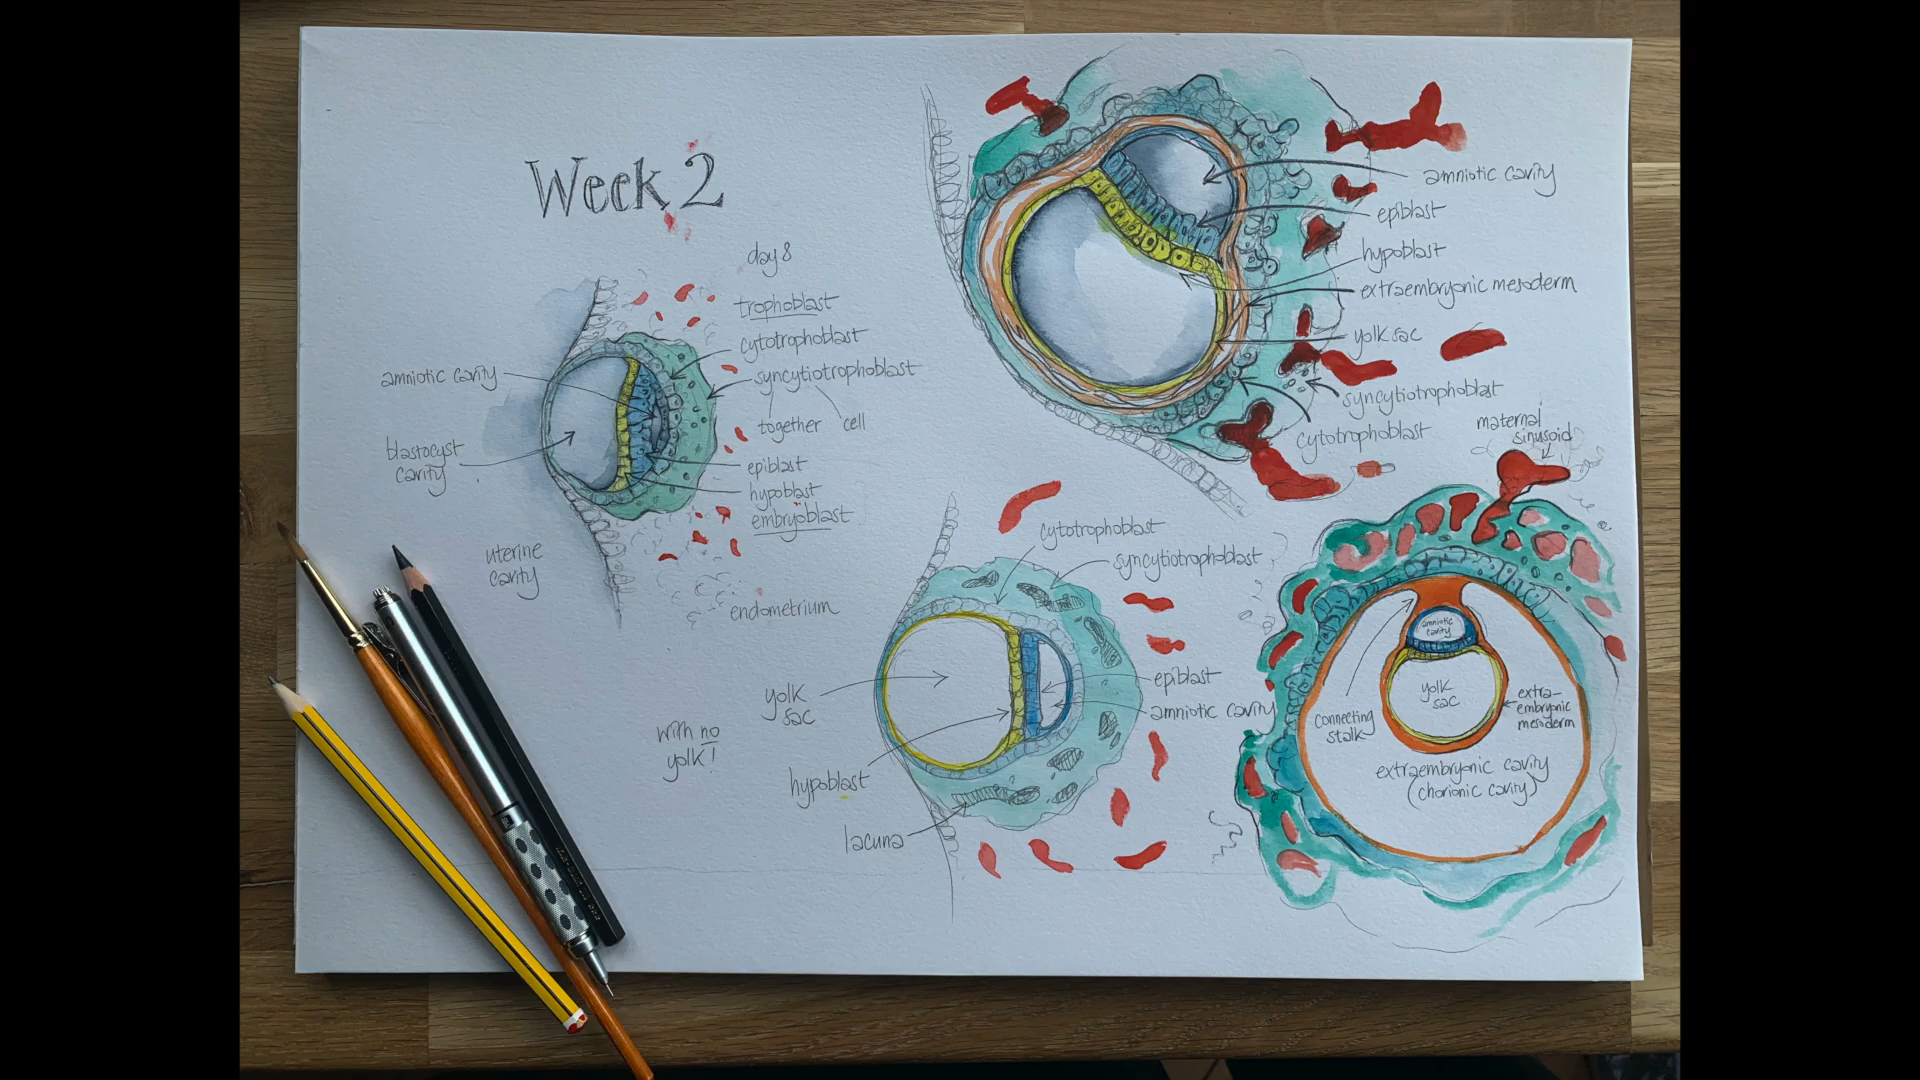 Week 2
day 8
trophoblast
cytotrophoblast
syncytiotrophoblast
together cell
epiblast
hypoblast
embryoblast
endometrium
amniotic cavity
blastocyst
cavity
uterine
cavity
amniotic cavity
epiblast
hypoblast
extraembryonic mesoderm
yolk sac
syncytiotrophoblast
cytotrophoblast
cytotrophoblast
syncytiotrophoblast
epiblast
amniotic cavity
yolk
sac
with no
yolk!
hypoblast
lacuna
maternal
sinusoid
amniotic
cavity
yolk
sac
extra-
embryonic
mesoderm
connecting
stalk
extraembryonic cavity
(chorionic cavity)